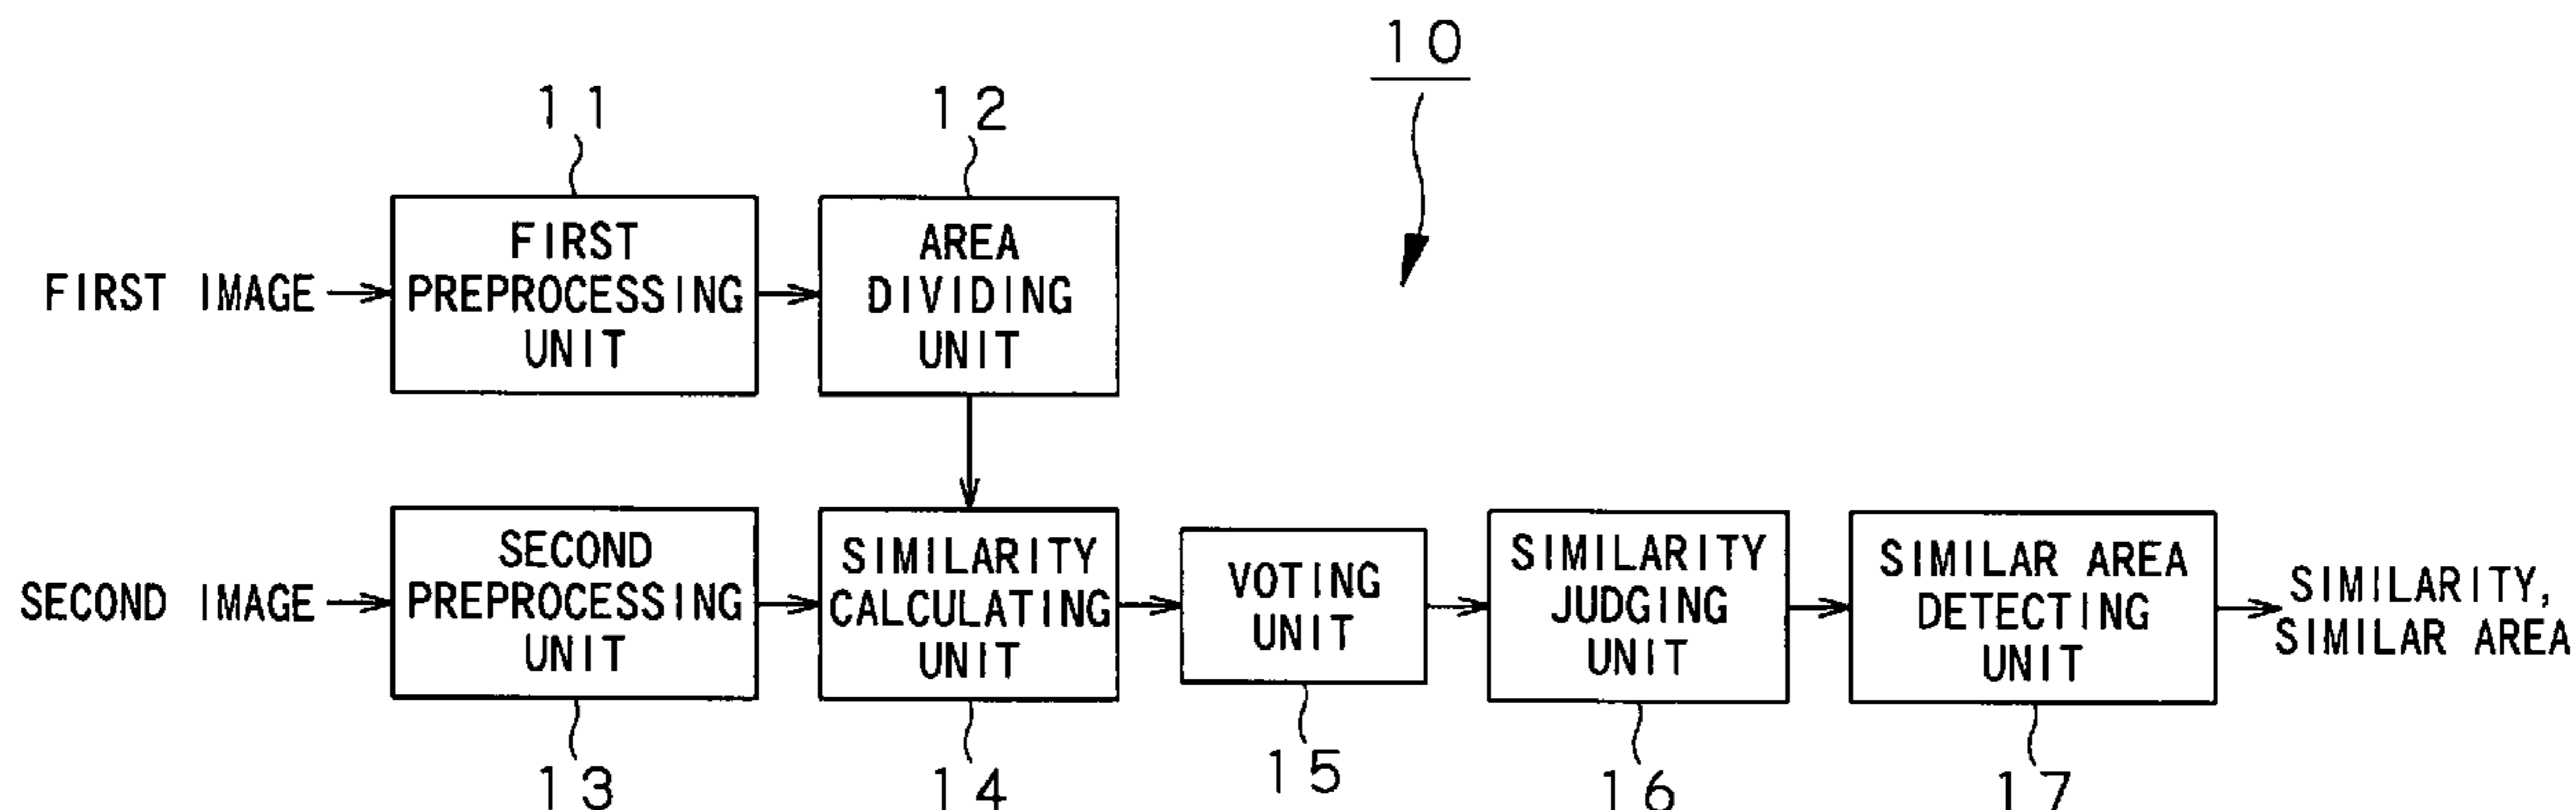 10
11
12
FIRST IMAGE
FIRST
PREPROCESSING
UNIT
AREA
DIVIDING
UNIT
SECOND IMAGE
SECOND
PREPROCESSING
UNIT
SIMILARITY
CALCULATING
UNIT
VOTING
UNIT
SIMILARITY
JUDGING
UNIT
SIMILAR AREA
DETECTING
UNIT
SIMILARITY,
SIMILAR AREA
13
14
15
16
17